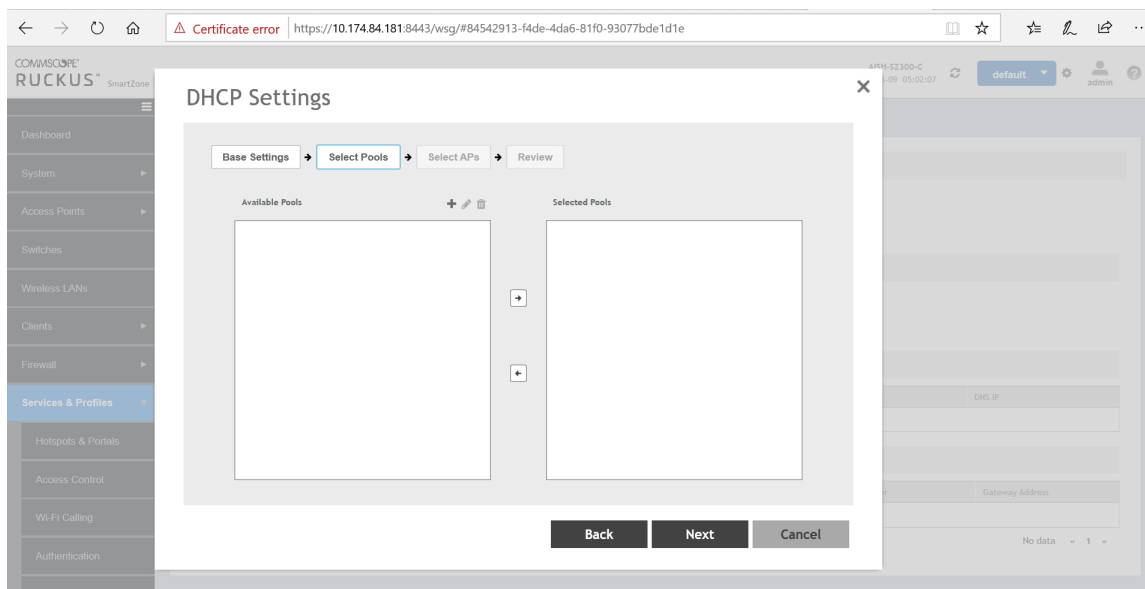 Certificate error https://10.174.84.181:8443/wsg/#84542913-f4de-4da6-81f0-93077bde1d1e
COMMSCOPE®
RUCKUS® SmartZone
default
admin
05:02:07
DHCP Settings
Dashboard
System
Access Points
Switches
Wireless LANs
Clients
Firewall
Services & Profiles
Hotspots & Portals
Access Control
Wi-Fi Calling
Authentication
Base Settings Select Pools Select APs Review
Available Pools Selected Pools
DNS IP
Gateway Address
No data « 1 »
Back Next Cancel